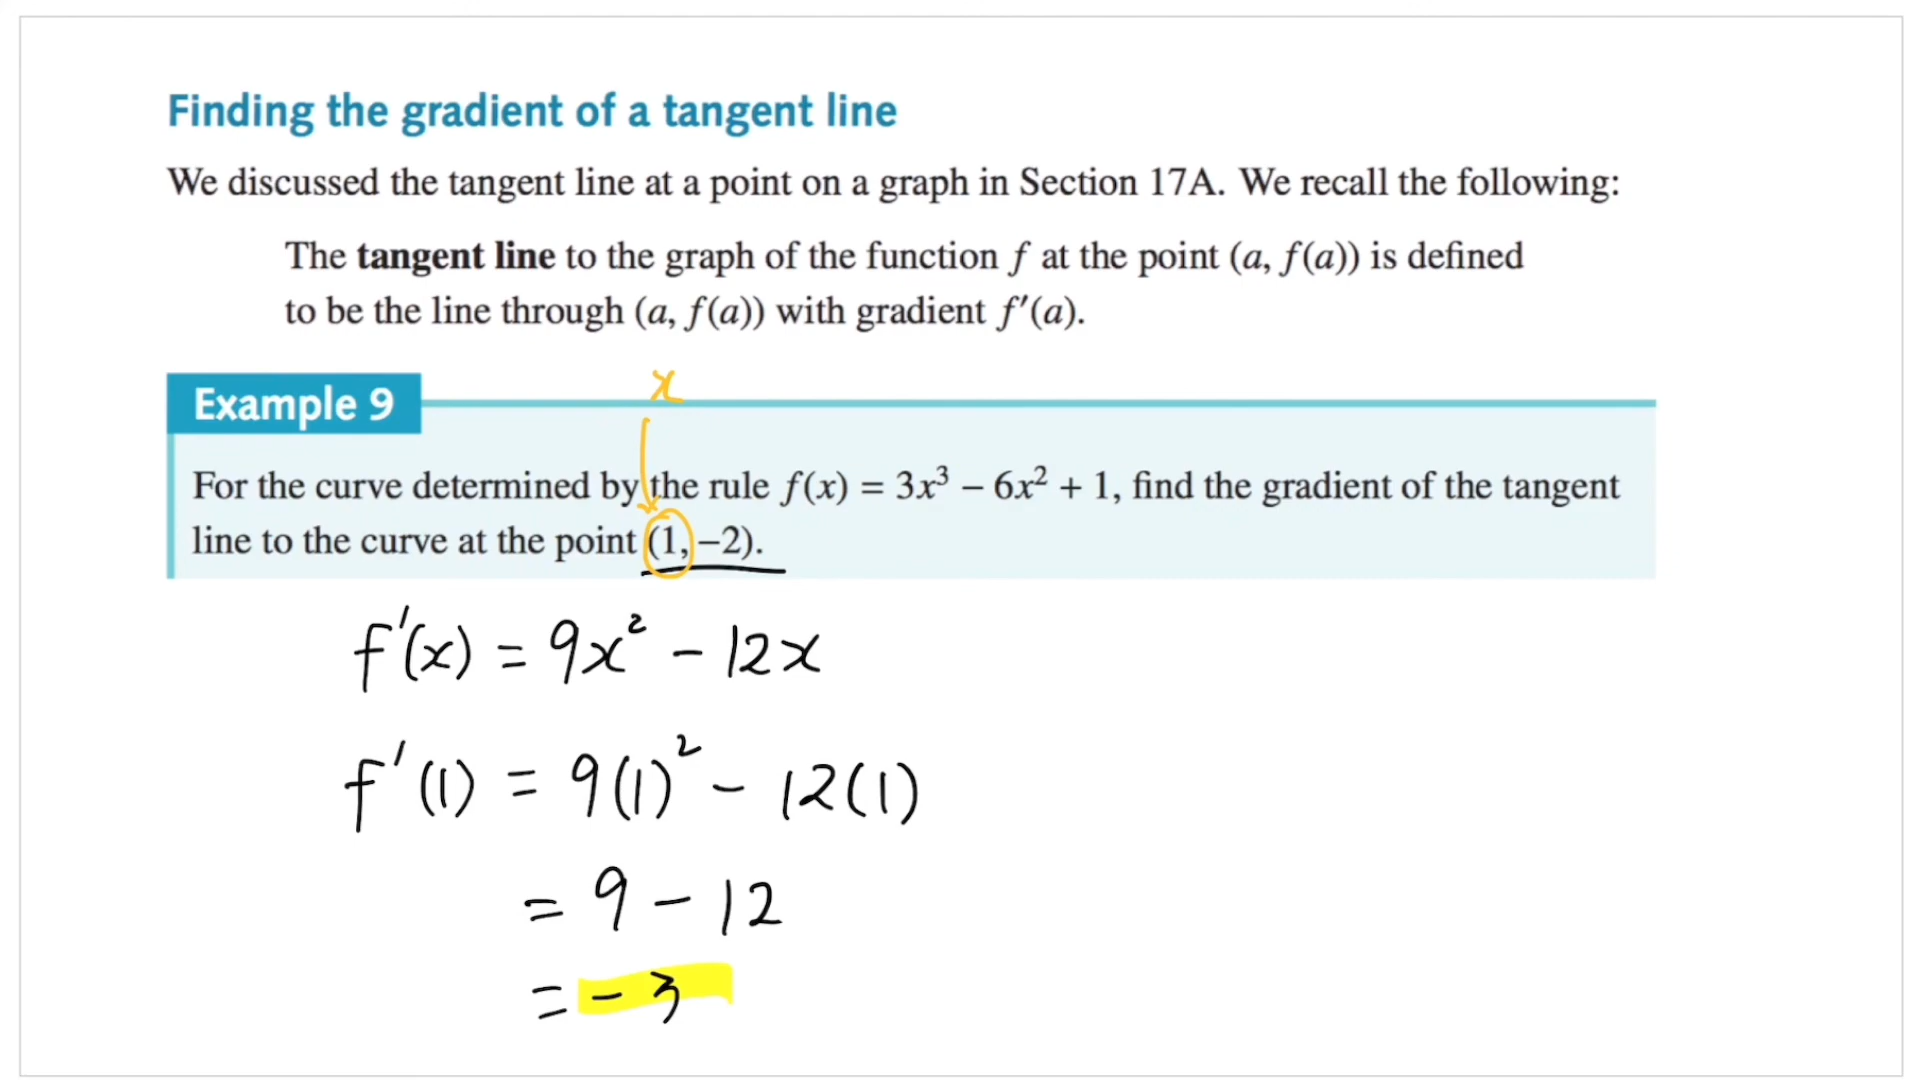 Finding the gradient of a tangent line
We discussed the tangent line at a point on a graph in Section 17A. We recall the following:
The tangent line to the graph of the function f at the point (a, f(a)) is defined
to be the line through (a, f(a)) with gradient f′(a).
Example 9
x
For the curve determined by the rule f(x) = 3x³ − 6x² + 1, find the gradient of the tangent
line to the curve at the point (1, −2).
f'(x) = 9x² − 12x
f'(1) = 9(1)² − 12(1)
= 9 − 12
= −3